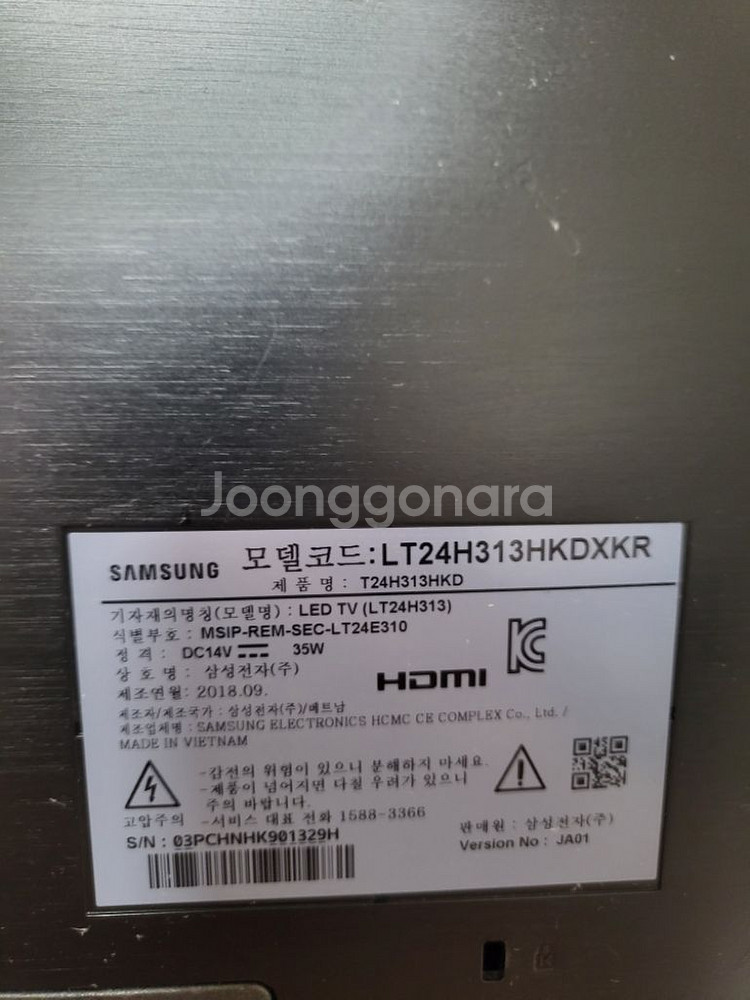 Joonggonara
SAMSUNG 모델코드:LT24H313HKDXKR
제 품 명 : T24H313HKD
기자재의명칭(모델명) : LED TV (LT24H313)
식별부호 : MSIP-REM-SEC-LT24E310
정 격 : DC14V 35W
상 호 명 : 삼성전자(주)
제조연월: 2018.09.
HDMI
제조자/제조국가 : 삼성전자(주)/베트남
제조업체명 : SAMSUNG ELECTRONICS HCMC CE COMPLEX Co., Ltd. /
MADE IN VIETNAM
-감전의 위험이 있으니 분해하지 마세요.
-제품이 넘어지면 다칠 우려가 있으니
주의 바랍니다.
고압주의 -서비스 대표 전화 1588-3366
S/N : 03PCHNHK901329H
판매원 : 삼성전자(주)
Version No : JA01